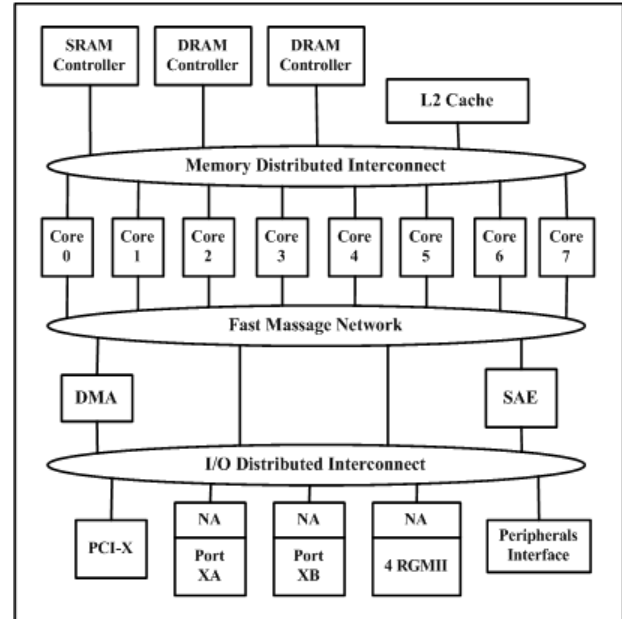 SRAM
Controller
DRAM
Controller
DRAM
Controller
L2 Cache
Memory Distributed Interconnect
Core
0
Core
1
Core
2
Core
3
Core
4
Core
5
Core
6
Core
7
Fast Massage Network
DMA
SAE
I/O Distributed Interconnect
PCI-X
NA
Port
XA
NA
Port
XB
NA
4 RGMII
Peripherals
Interface